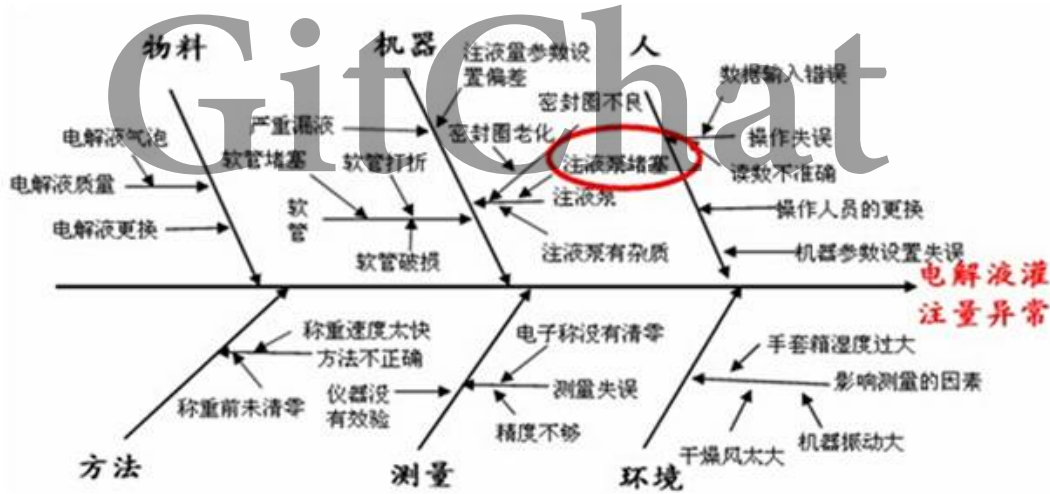 GitChat
物料
电解液气泡
电解液质量
电解液更换
机器
注液量参数设
置偏差
严重漏液
软管堵塞
软管打折
软
管
软管破损
密封圈不良
密封圈老化
注液泵堵塞
注液泵
注液泵有杂质
人
数据输入错误
操作失误
读数不准确
操作人员的更换
机器参数设置失误
电解液灌
注量异常
称重速度太快
方法不正确
称重前未清零
方法
电子称没有清零
仪器没
有效验
测量失误
精度不够
测量
手套箱湿度过大
影响测量的因素
干燥风太大
机器振动大
环境